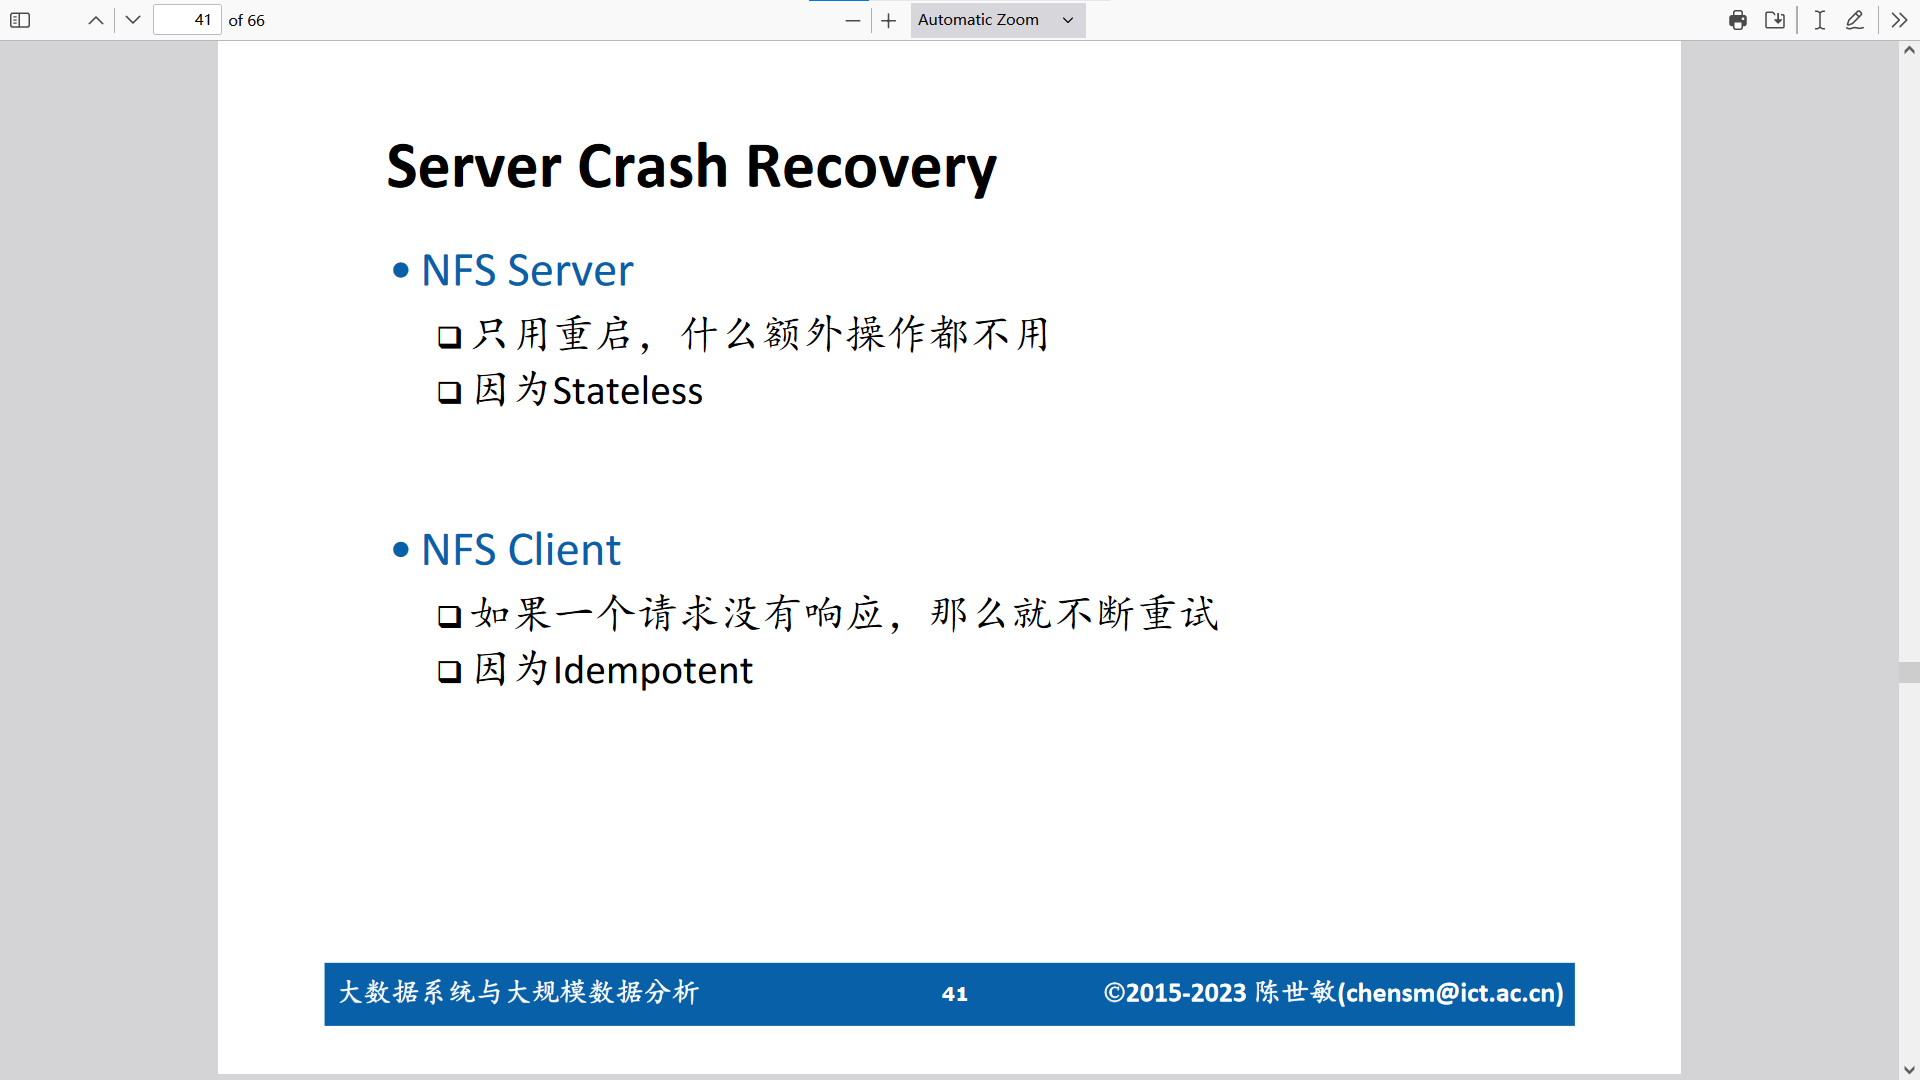 41 of 66
Automatic Zoom
Server Crash Recovery
• NFS Server
❑ 只用重启，什么额外操作都不用
❑ 因为Stateless
• NFS Client
❑ 如果一个请求没有响应，那么就不断重试
❑ 因为Idempotent
大数据系统与大规模数据分析 41 ©2015-2023 陈世敏(chensm@ict.ac.cn)